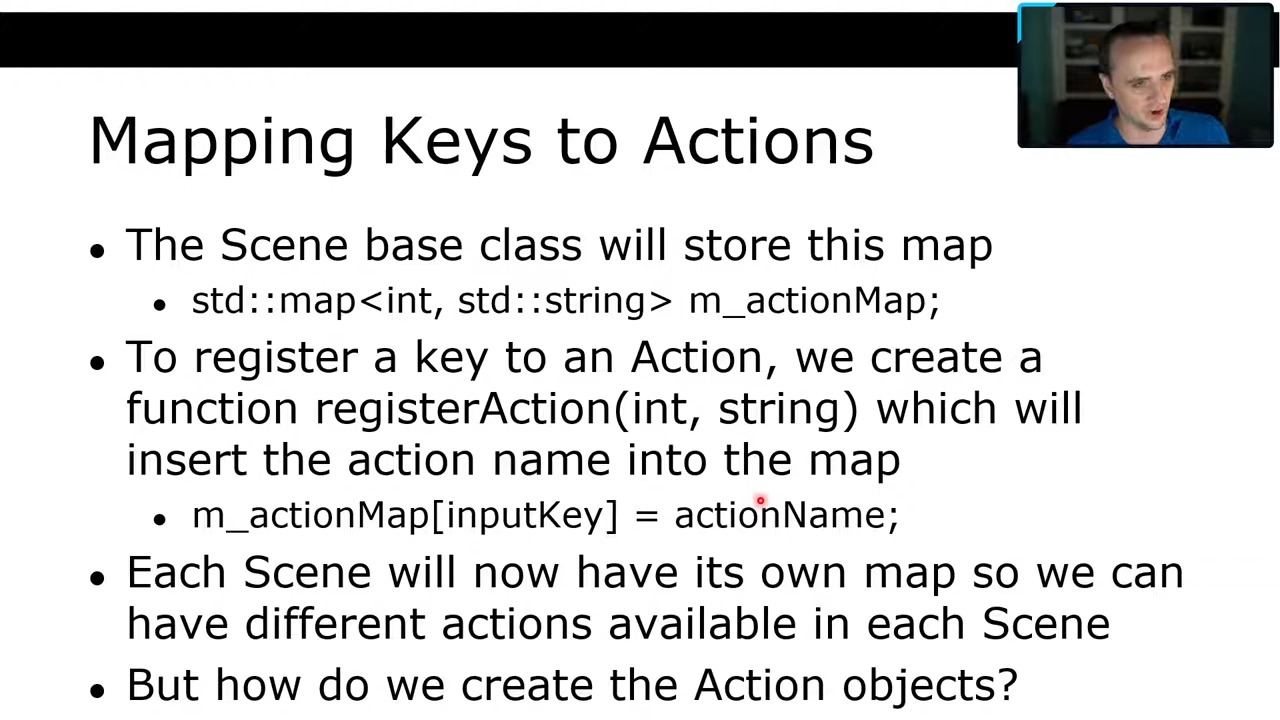 Mapping Keys to Actions
• The Scene base class will store this map
• std::map<int, std::string> m_actionMap;
• To register a key to an Action, we create a
function registerAction(int, string) which will
insert the action name into the map
• m_actionMap[inputKey] = actionName;
• Each Scene will now have its own map so we can
have different actions available in each Scene
• But how do we create the Action objects?